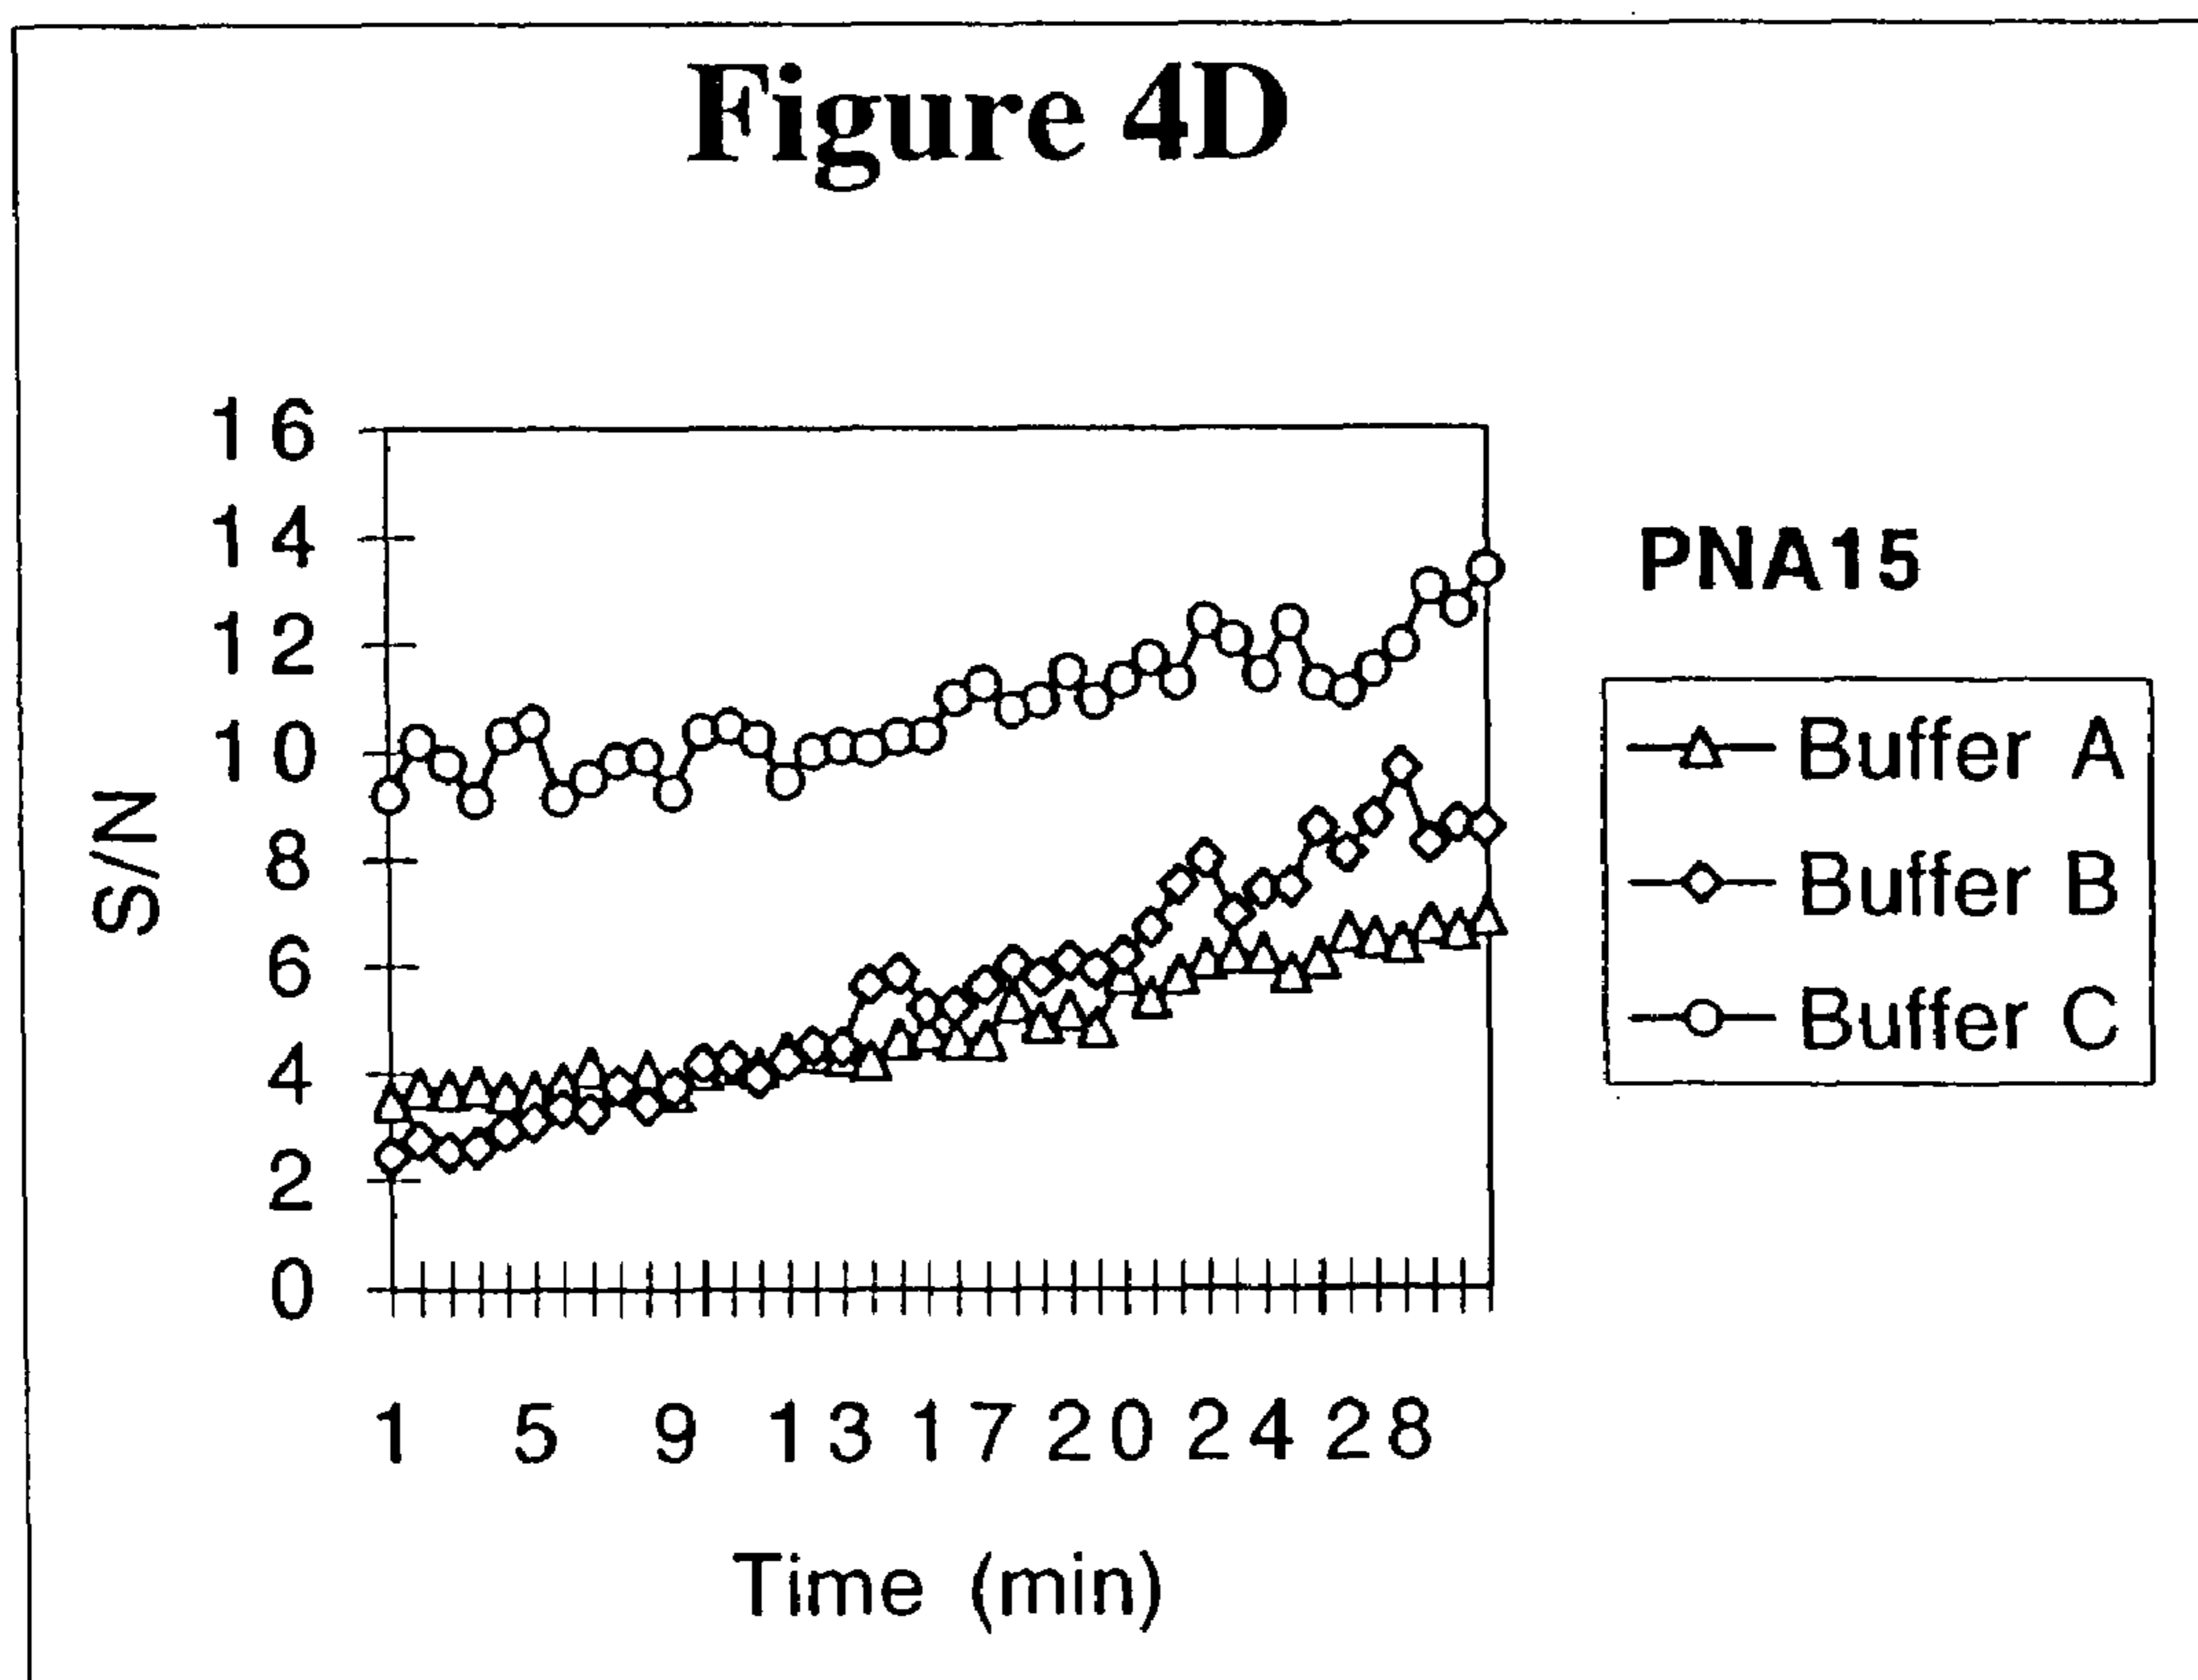 Figure 4D
16
14
12
10
8
6
4
2
0
S/N
1 5 9 13 17 20 24 28
Time (min)
PNA15
Buffer A
Buffer B
Buffer C